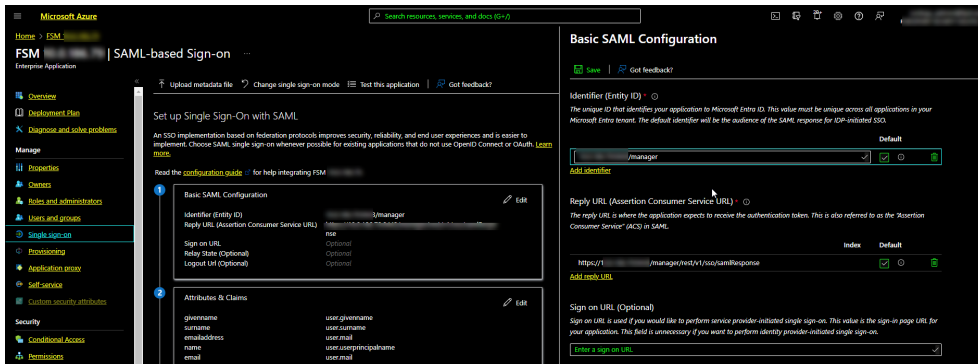 Microsoft Azure
Search resources, services, and docs (G+/)
Home > FSM
FSM | SAML-based Sign-on ...
Enterprise Application
Overview
Deployment Plan
Diagnose and solve problems
Manage
Properties
Owners
Roles and administrators
Users and groups
Single sign-on
Provisioning
Application proxy
Self-service
Custom security attributes
Security
Conditional Access
Permissions
Upload metadata file Change single sign-on mode Test this application | Got feedback?
Set up Single Sign-On with SAML
An SSO implementation based on federation protocols improves security, reliability, and end user experiences and is easier to
implement. Choose SAML single sign-on whenever possible for existing applications that do not use OpenID Connect or OAuth. Learn
more.
Read the configuration guide for help integrating FSM
1
Basic SAML Configuration
Edit
Identifier (Entity ID) /manager
Reply URL (Assertion Consumer Service URL)
nse
Sign on URL Optional
Relay State (Optional) Optional
Logout Url (Optional) Optional
2
Attributes & Claims
Edit
givenname user.givenname
surname user.surname
emailaddress user.mail
name user.userprincipalname
email user.mail
Basic SAML Configuration
Save | Got feedback?
Identifier (Entity ID) *
The unique ID that identifies your application to Microsoft Entra ID. This value must be unique across all applications in your
Microsoft Entra tenant. The default identifier will be the audience of the SAML response for IDP-initiated SSO.
Default
/manager
Add identifier
Reply URL (Assertion Consumer Service URL) *
The reply URL is where the application expects to receive the authentication token. This is also referred to as the "Assertion
Consumer Service" (ACS) in SAML.
Index Default
https://1 /manager/rest/v1/sso/samlResponse
Add reply URL
Sign on URL (Optional)
Sign on URL is used if you would like to perform service provider-initiated single sign-on. This value is the sign-in page URL for
your application. This field is unnecessary if you want to perform identity provider-initiated single sign-on.
Enter a sign on URL